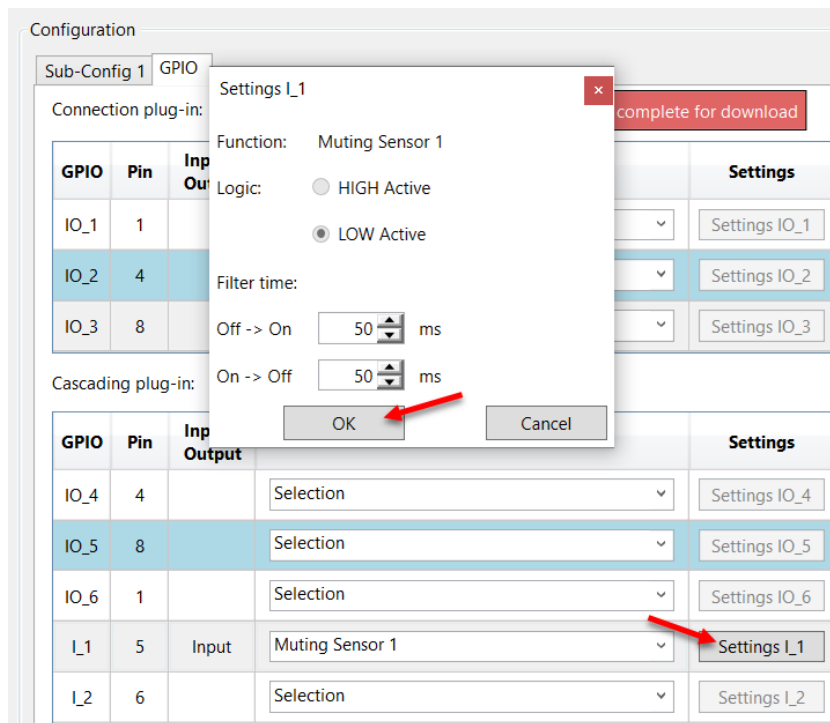 Configuration
Sub-Config 1 GPIO
Settings I_1
×
Connection plug-in:
complete for download
Function: Muting Sensor 1
GPIO Pin Inp
Out
Settings
Logic: HIGH Active
IO_1 1 Settings IO_1
LOW Active
IO_2 4 Settings IO_2
Filter time:
IO_3 8 Settings IO_3
Off -> On 50 ms
Cascading plug-in:
On -> Off 50 ms
OK Cancel
GPIO Pin Inp
Output Settings
IO_4 4 Selection Settings IO_4
IO_5 8 Selection Settings IO_5
IO_6 1 Selection Settings IO_6
I_1 5 Input Muting Sensor 1 Settings I_1
I_2 6 Selection Settings I_2